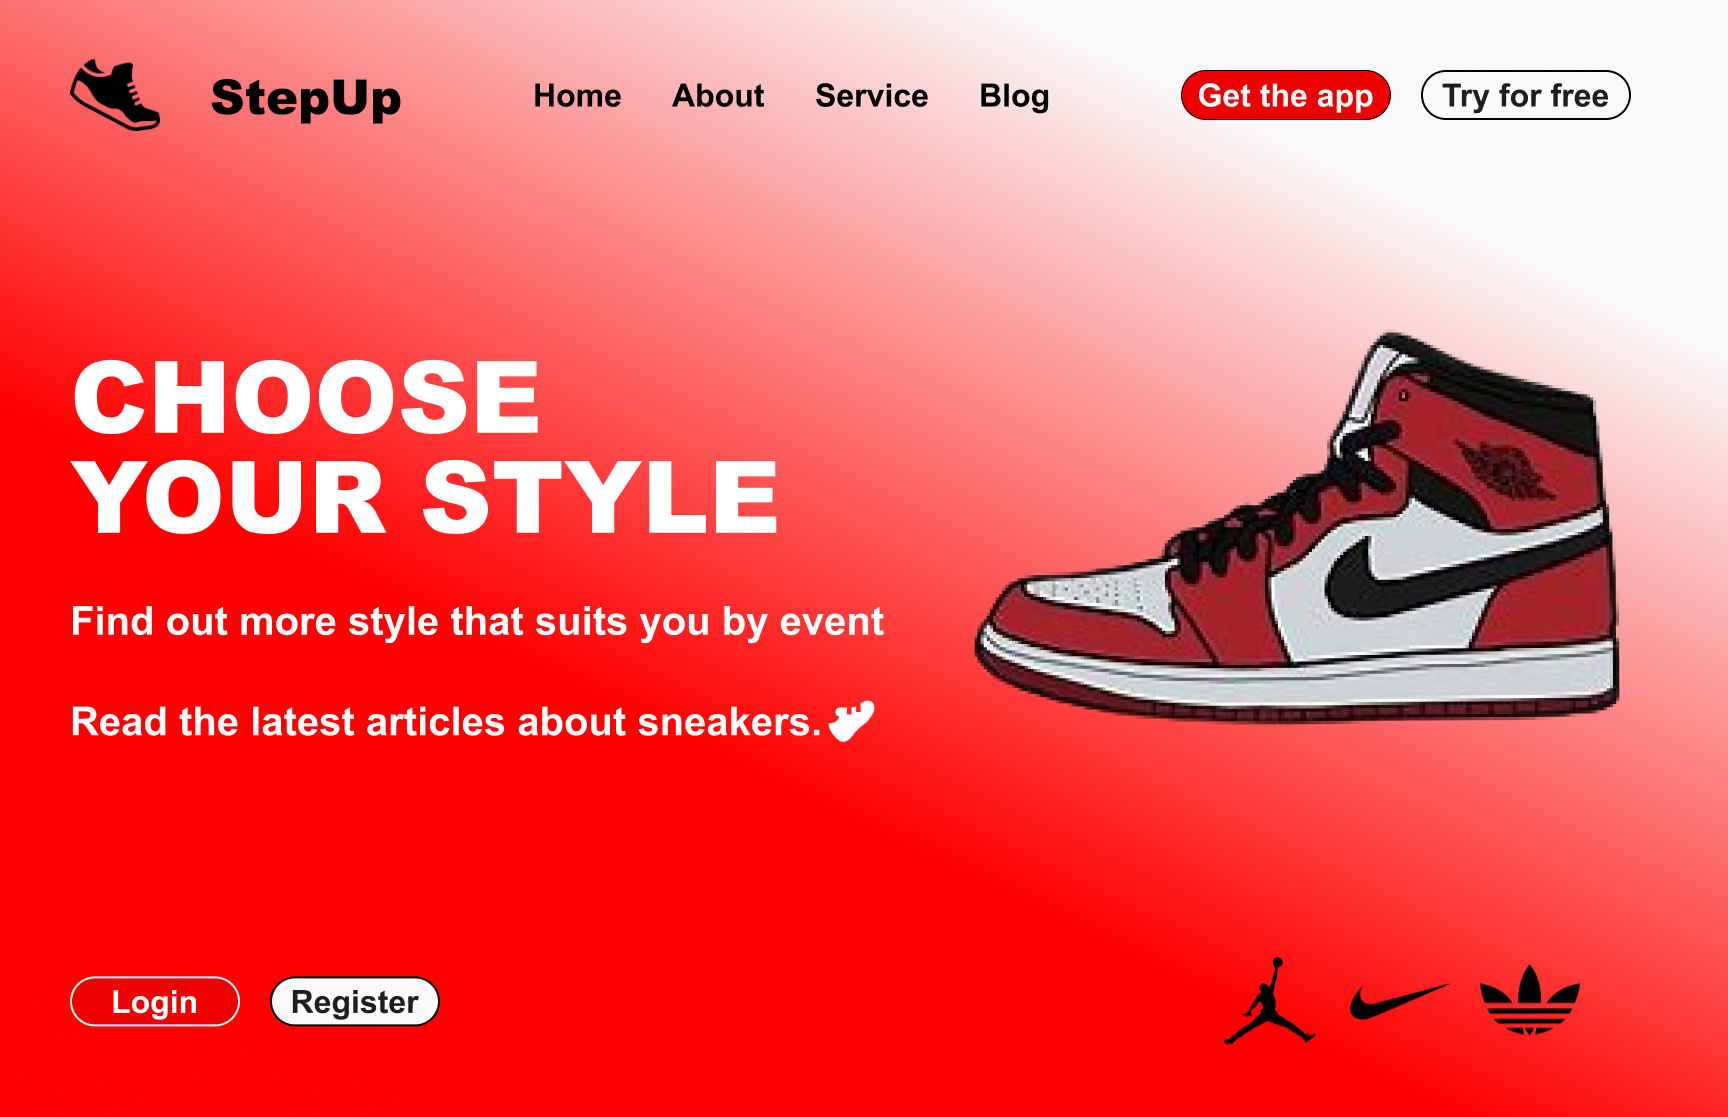 StepUp
Home About Service Blog
Get the app
Try for free
CHOOSE
YOUR STYLE
Find out more style that suits you by event
Read the latest articles about sneakers.
Login
Register